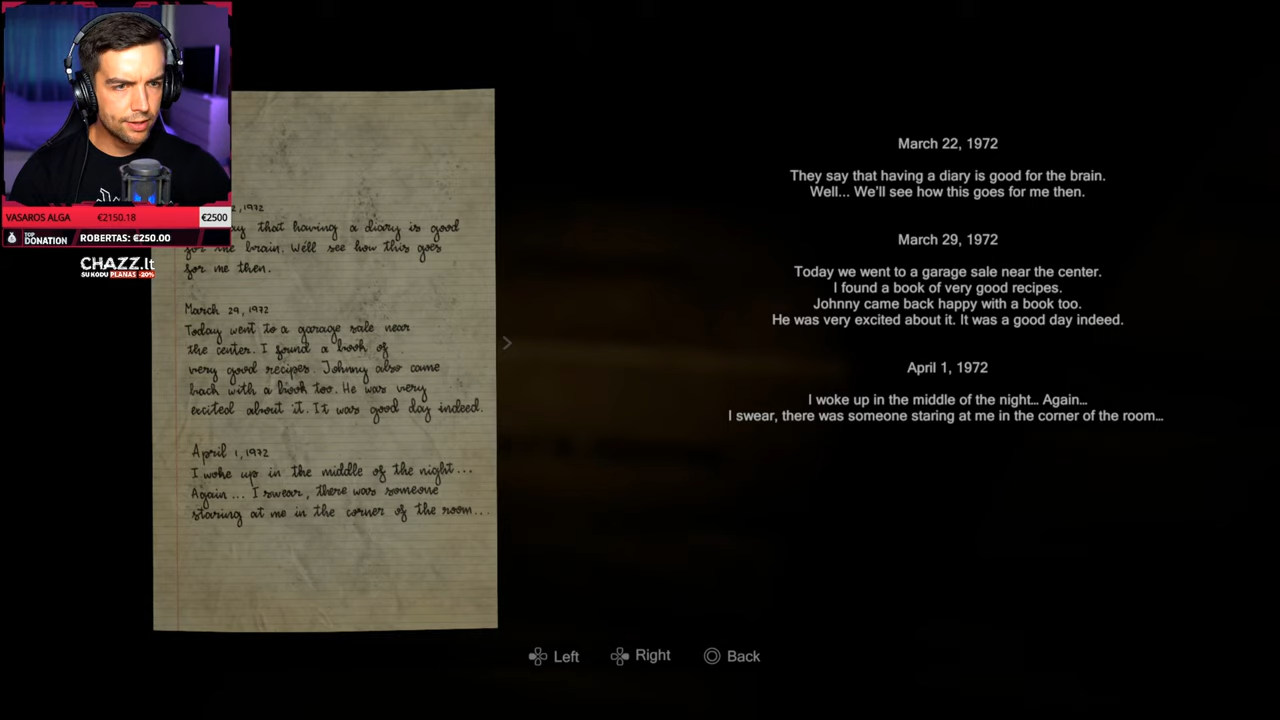 VASAROS ALGA €2150.18 €2500
TOP DONATION ROBERTAS: €250.00
CHAZZ.lt
SU KODU PLANAS -20%
,1972
that having a diary is good
for the brain. We'll see how this goes
for me then.
March 29, 1972
Today went to a garage sale near
the center. I found a book of
very good recipes. Johnny also came
back with a book too. He was very
excited about it. It was good day indeed.
April 1, 1972
I woke up in the middle of the night...
Again... I swear, there was someone
staring at me in the corner of the room...
March 22, 1972
They say that having a diary is good for the brain.
Well... We'll see how this goes for me then.
March 29, 1972
Today we went to a garage sale near the center.
I found a book of very good recipes.
Johnny came back happy with a book too.
He was very excited about it. It was a good day indeed.
April 1, 1972
I woke up in the middle of the night... Again...
I swear, there was someone staring at me in the corner of the room...
Left Right Back